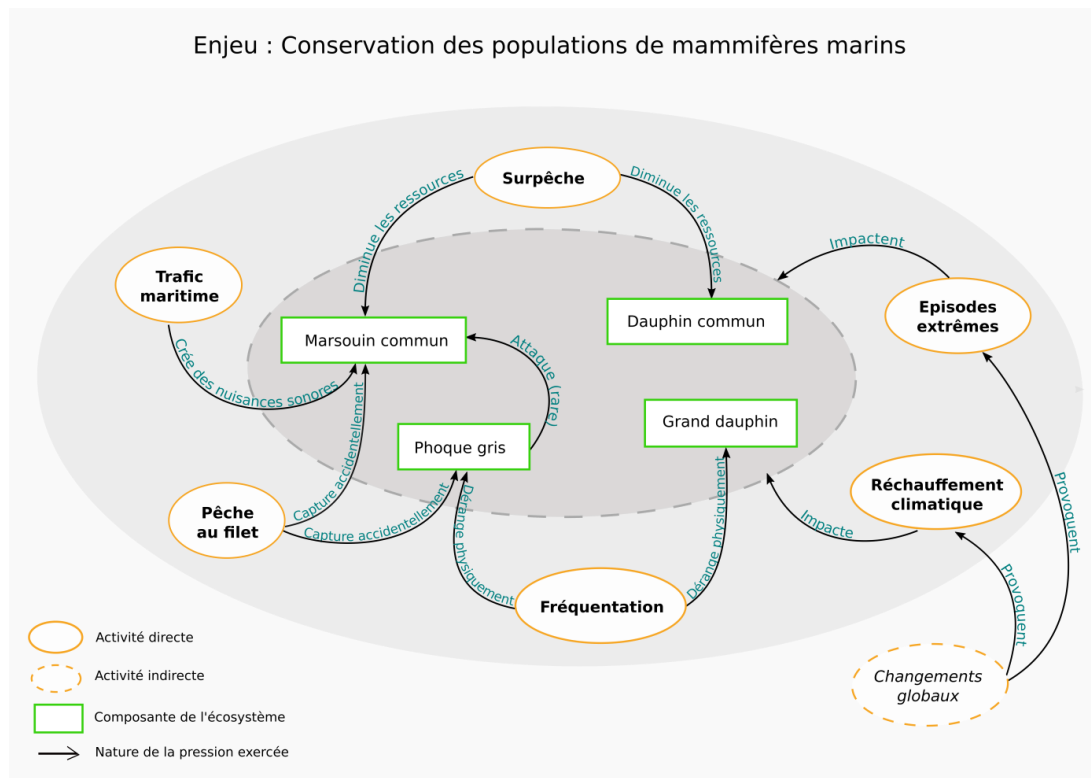 Enjeu : Conservation des populations de mammifères marins
Surpêche
Diminue les ressources
Diminue les ressources
Impactent
Trafic
maritime
Episodes
extrêmes
Dauphin commun
Marsouin commun
Crée des nuisances sonores
Attaque (rare)
Capture accidentellement
Grand dauphin
Phoque gris
Réchauffement
climatique
Pêche
au filet
Capture accidentellement
Dérange physiquement
Dérange physiquement
Impacte
Provoquent
Provoquent
Fréquentation
Activité directe
Activité indirecte
Changements
globaux
Composante de l'écosystème
Nature de la pression exercée